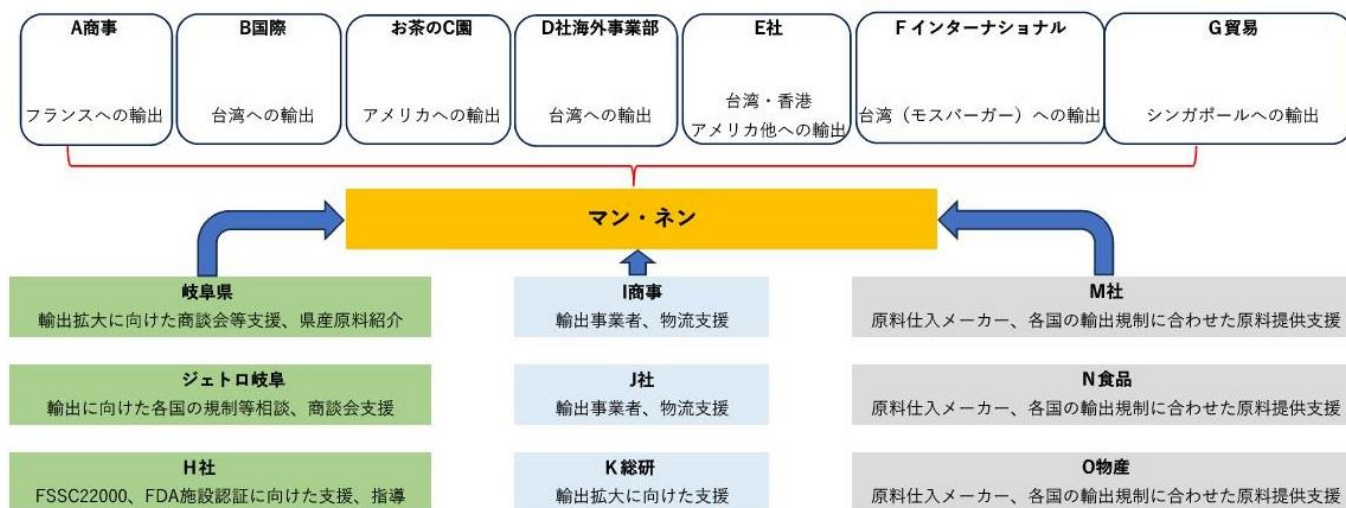 A商事
フランスへの輸出
B国際
台湾への輸出
お茶のC園
アメリカへの輸出
D社海外事業部
台湾への輸出
E社
台湾・香港
アメリカ他への輸出
Fインターナショナル
台湾（モスバーガー）への輸出
G貿易
シンガポールへの輸出
マン・ネン
岐阜県
輸出拡大に向けた商談会等支援、県産原料紹介
ジェトロ岐阜
輸出に向けた各国の規制等相談、商談会支援
H社
FSSC22000、FDA施設認証に向けた支援、指導
I商事
輸出事業者、物流支援
J社
輸出事業者、物流支援
K総研
輸出拡大に向けた支援
M社
原料仕入メーカー、各国の輸出規制に合わせた原料提供支援
N食品
原料仕入メーカー、各国の輸出規制に合わせた原料提供支援
O物産
原料仕入メーカー、各国の輸出規制に合わせた原料提供支援